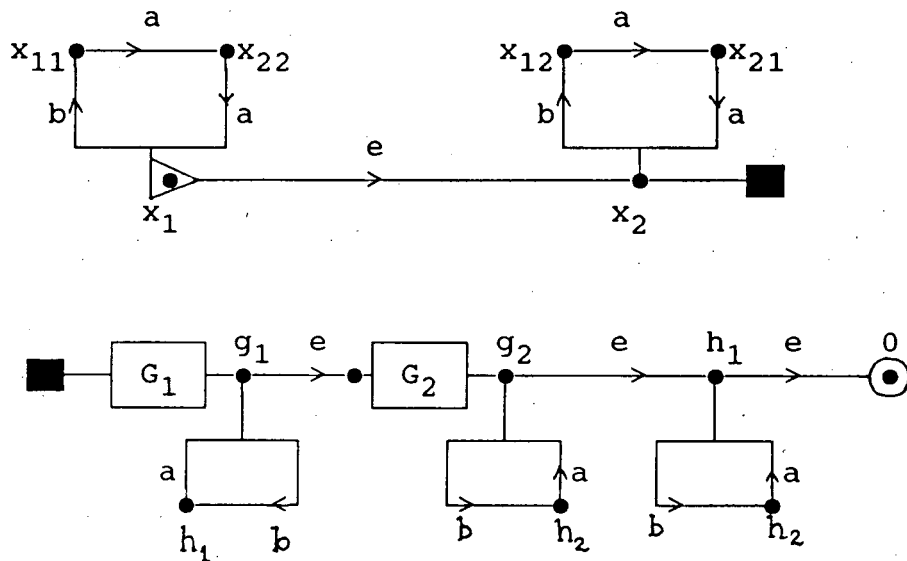 a a
x11 x22 x12 x21
b a b a
e
x1 x2
g1 e g2 e h1 e 0
G1 G2
a a a
h1 b b h2 b h2